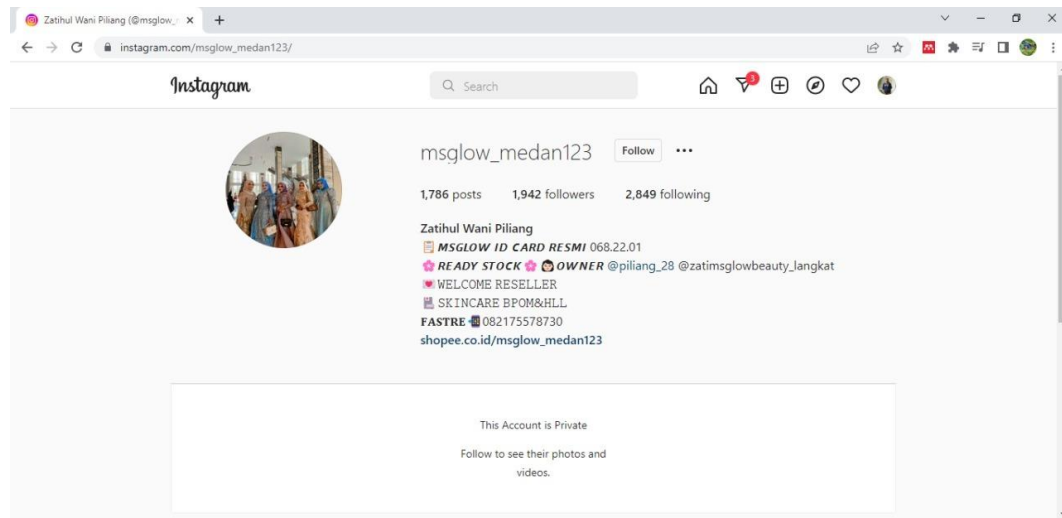 Zatihul Wani Piliang (@msglow_
instagram.com/msglow_medan123/
Instagram
Search
3
msglow_medan123 Follow
1,786 posts 1,942 followers 2,849 following
Zatihul Wani Piliang
MSGLOW ID CARD RESMI 068.22.01
READY STOCK OWNER @piliang_28 @zatimsglowbeauty_langkat
WELCOME RESELLER
SKINCARE BPOM&HLL
FASTRE 082175578730
shopee.co.id/msglow_medan123
This Account is Private
Follow to see their photos and
videos.